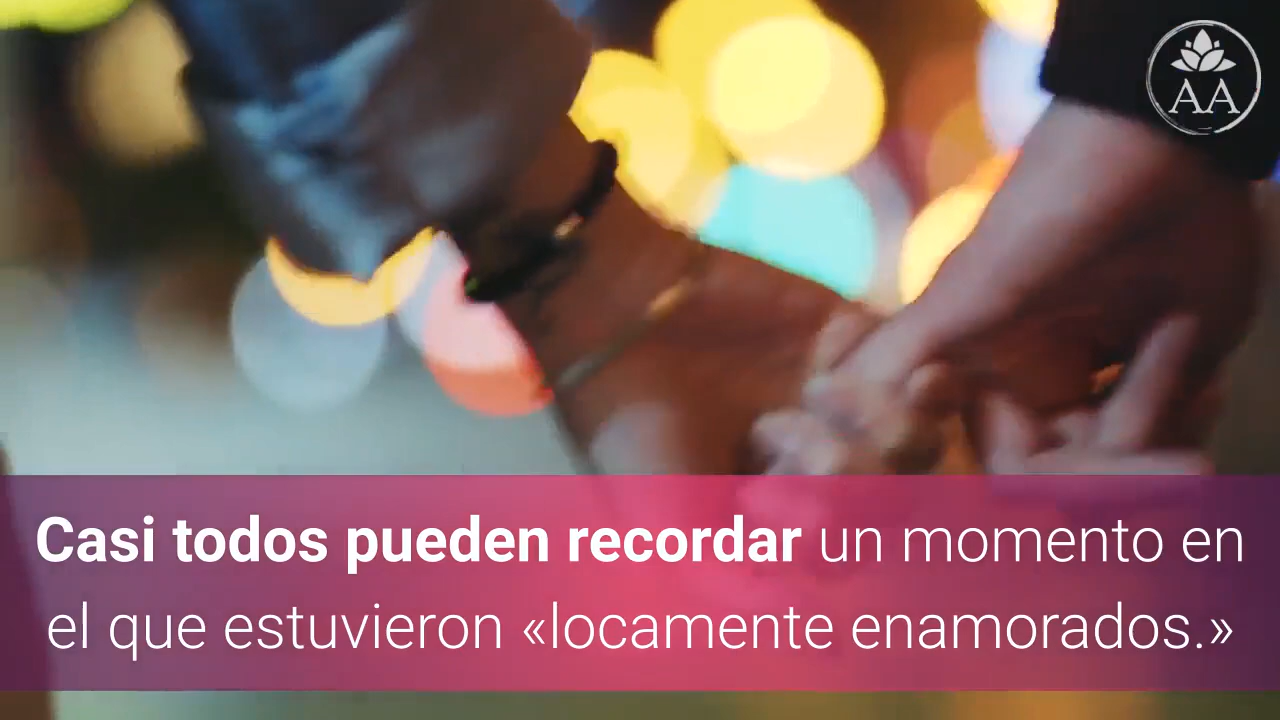 AA
Casi todos pueden recordar un momento en
el que estuvieron «locamente enamorados.»